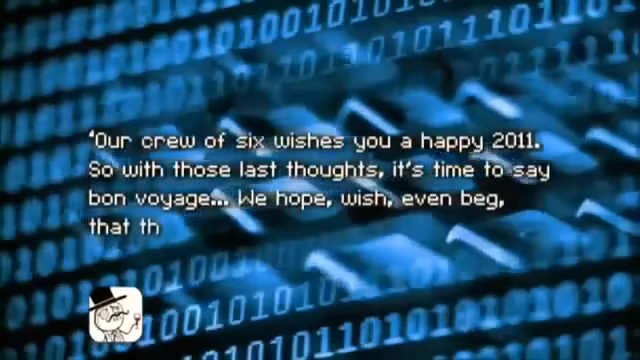 ‘Our crew of six wishes you a happy 2011.
So with those last thoughts, it's time to say
bon voyage... We hope, wish, even beg,
that th